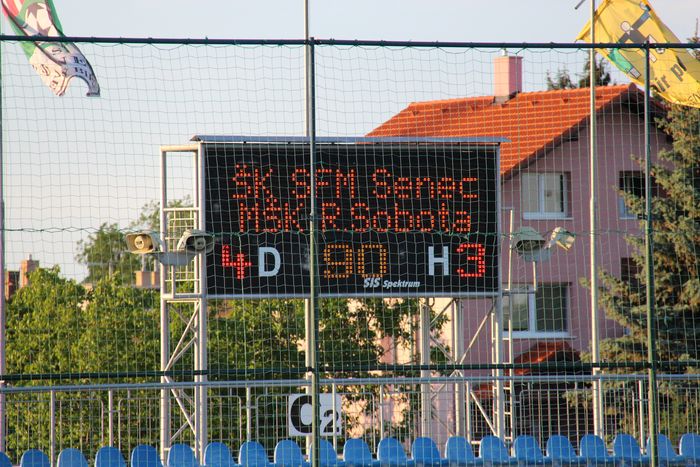 ŠK SFM Senec
MŠK R.Sobota
4 D 90 H 3
SIS Spektrum
C2